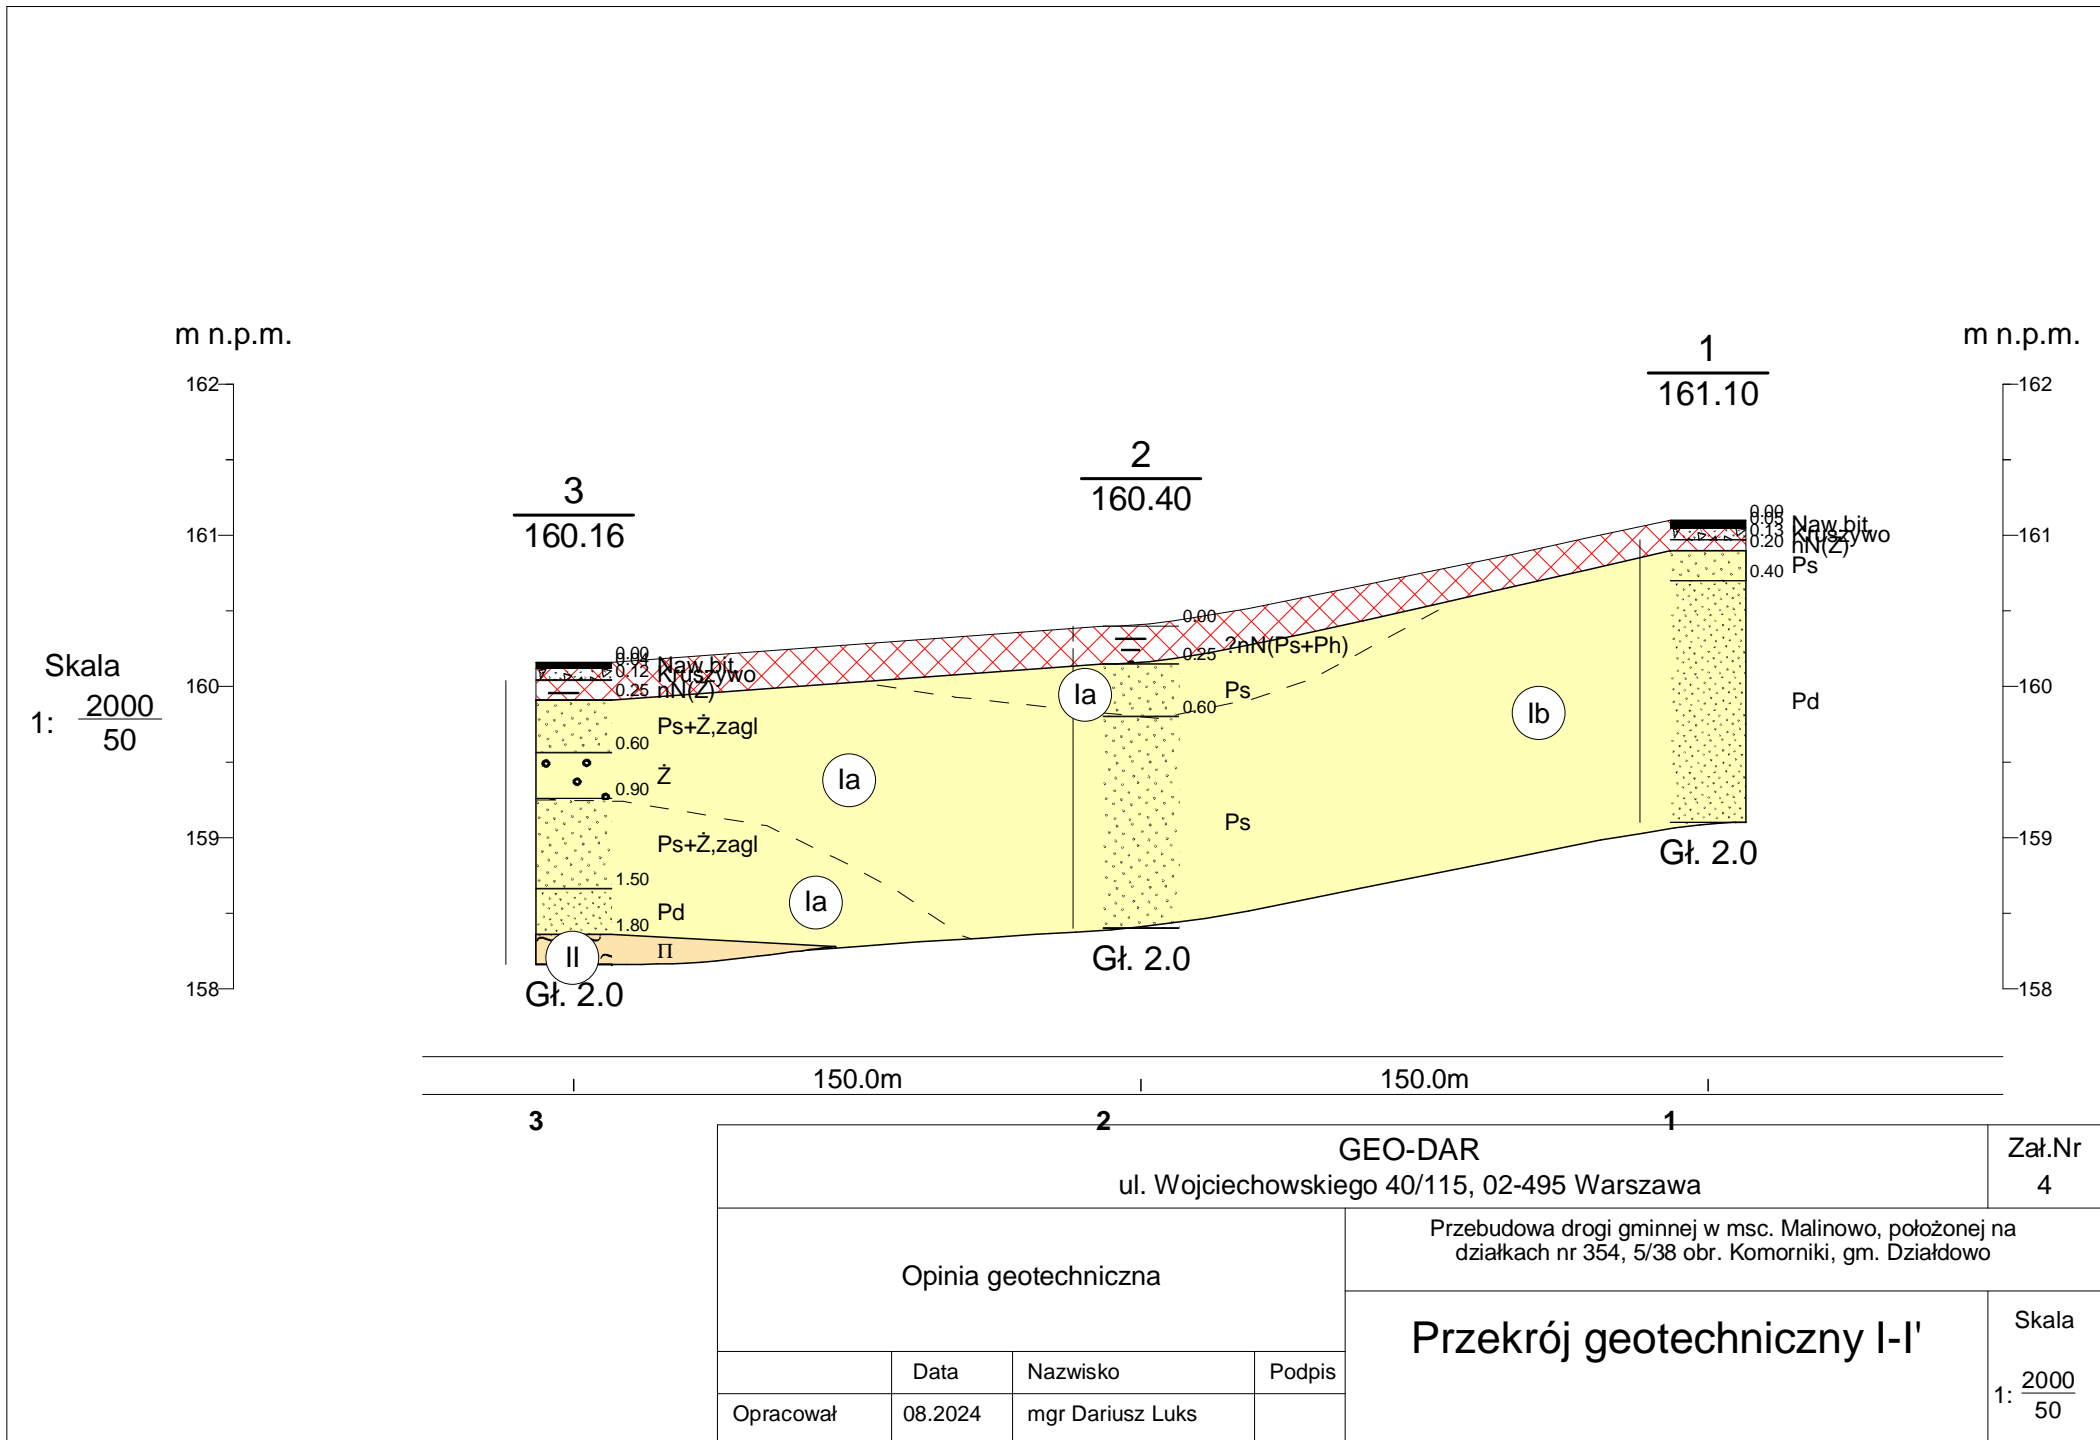 m n.p.m.
m n.p.m.
162
161
160
159
158
162
161
160
159
158
Skala
1: 2000
50
3
160.16
2
160.40
1
161.10
0.00
0.04
0.12
0.25
0.60
0.90
1.50
1.80
Naw.bit.
Kruszywo
nN(Ż)
Ps+Ż,zagl
Ż
Ps+Ż,zagl
Pd
Π
II
Gł. 2.0
Ia
Ia
Ia
0.00
0.25
0.60
?nN(Ps+Ph)
Ps
Ps
Gł. 2.0
Ib
0.00
0.05
0.13
0.20
0.40
Naw.bit.
Kruszywo
nN(Ż)
Ps
Pd
Gł. 2.0
150.0m
150.0m
3
2
1
GEO-DAR
ul. Wojciechowskiego 40/115, 02-495 Warszawa
Zał.Nr
4
Opinia geotechniczna
Przebudowa drogi gminnej w msc. Malinowo, położonej na
działkach nr 354, 5/38 obr. Komorniki, gm. Działdowo
Przekrój geotechniczny I-I'
Skala
1: 2000
50
Data
Nazwisko
Podpis
Opracował
08.2024
mgr Dariusz Luks